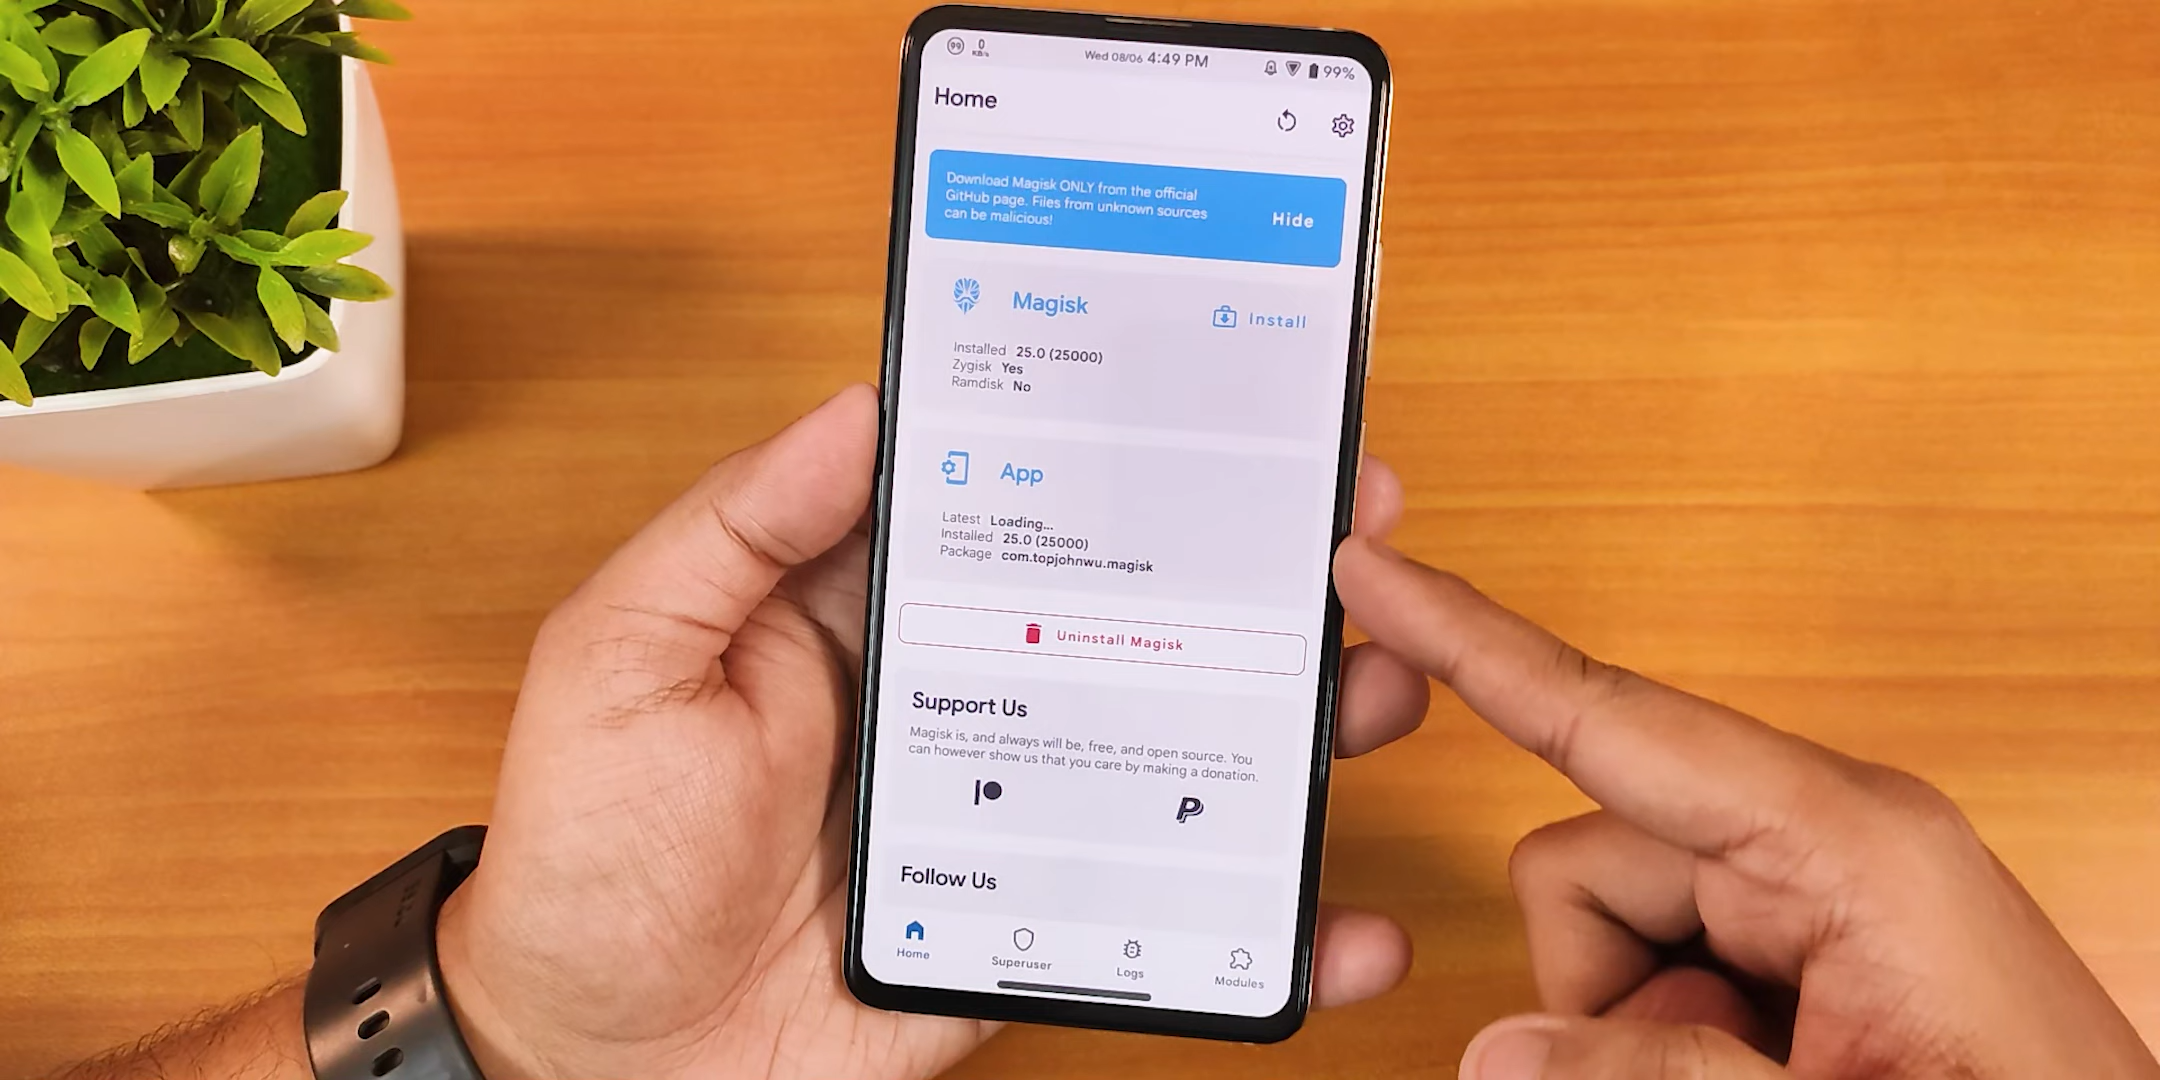 99 0 KB/s Wed 08/06 4:49 PM 99%
Home
Download Magisk ONLY from the official
GitHub page. Files from unknown sources
can be malicious!
Hide
Magisk
Install
Installed 25.0 (25000)
Zygisk Yes
Ramdisk No
App
Latest Loading...
Installed 25.0 (25000)
Package com.topjohnwu.magisk
Uninstall Magisk
Support Us
Magisk is, and always will be, free, and open source. You
can however show us that you care by making a donation.
Follow Us
Home Superuser Logs Modules